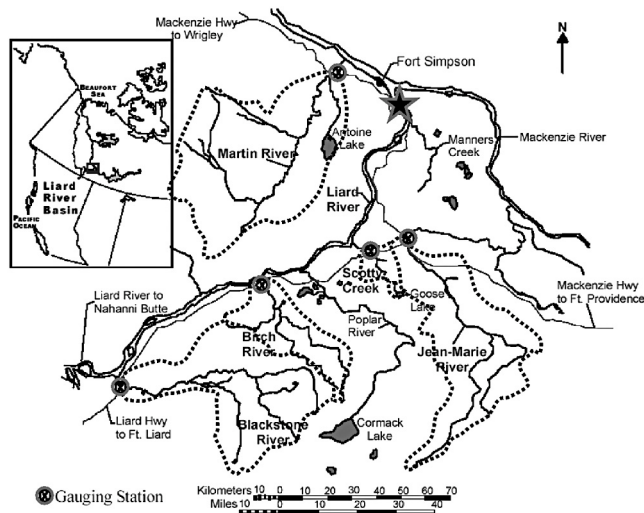 Mackenzie Hwy
to Wrigley
N
Fort Simpson
BEAUFORT
SEA
Antoine
Lake
Manners
Creek
Mackenzie River
Martin River
Liard
River
Liard
River
Basin
PACIFIC
OCEAN
Scotty
Creek
Goose
Lake
Mackenzie Hwy
to Ft. Providence
Liard River to
Nahanni Butte
Birch
River
Poplar
River
Jean-Marie
River
Liard Hwy
to Ft. Liard
Blackstone
River
Cormack
Lake
Gauging Station
Kilometers 10 0 10 20 30 40 50 60 70
Miles 10 0 10 20 30 40